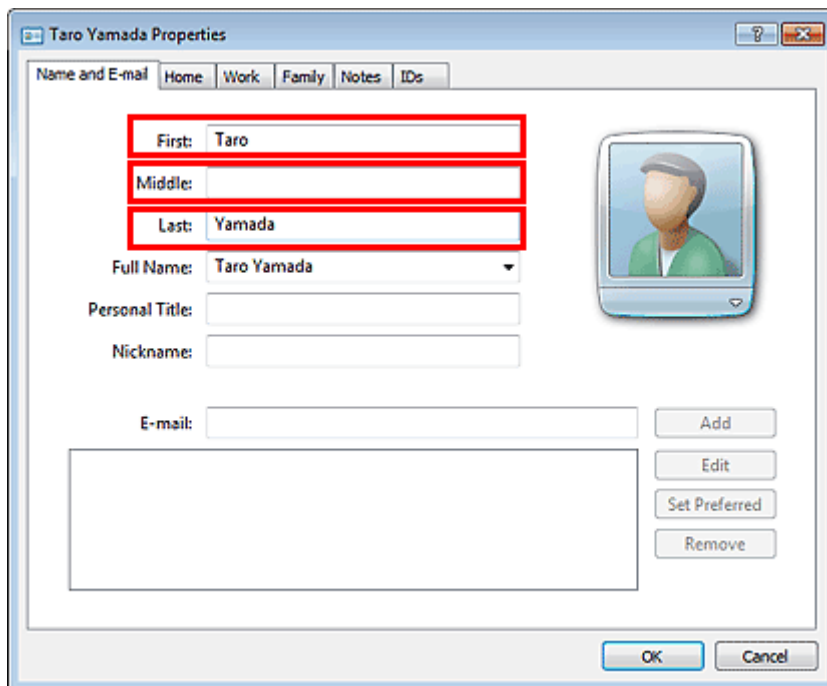 Taro Yamada Properties
Name and E-mail Home Work Family Notes IDs
First: Taro
Middle:
Last: Yamada
Full Name: Taro Yamada
Personal Title:
Nickname:
E-mail: Add
Edit
Set Preferred
Remove
OK Cancel